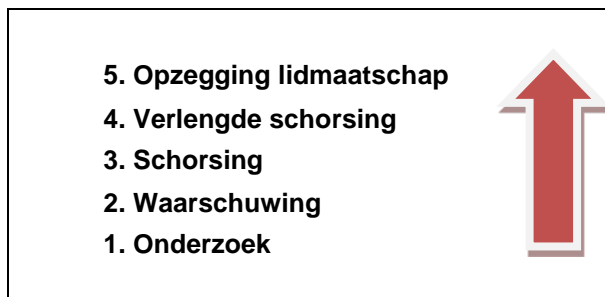 5. Opzegging lidmaatschap
4. Verlengde schorsing
3. Schorsing
2. Waarschuwing
1. Onderzoek